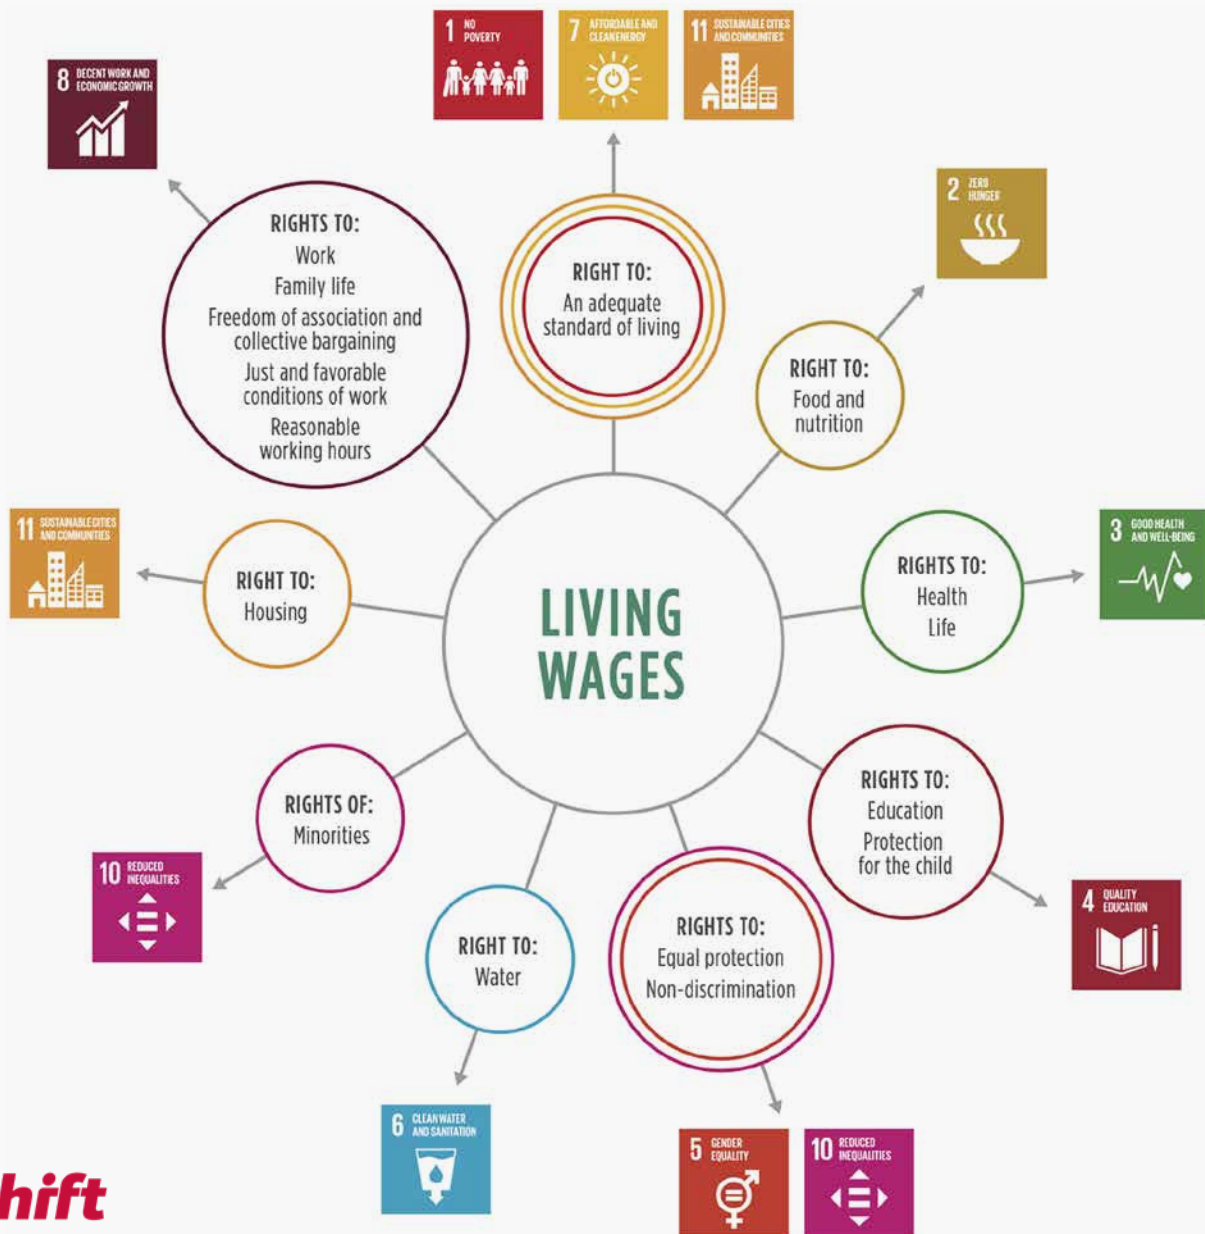 1 NO
POVERTY
7 AFFORDABLE AND
CLEAN ENERGY
11 SUSTAINABLE CITIES
AND COMMUNITIES
8 DECENT WORK AND
ECONOMIC GROWTH
2 ZERO
HUNGER
RIGHTS TO:
Work
Family life
Freedom of association and
collective bargaining
Just and favorable
conditions of work
Reasonable
working hours
RIGHT TO:
An adequate
standard of living
RIGHT TO:
Food and
nutrition
11 SUSTAINABLE CITIES
AND COMMUNITIES
RIGHT TO:
Housing
LIVING
WAGES
RIGHTS TO:
Health
Life
3 GOOD HEALTH
AND WELL-BEING
RIGHTS OF:
Minorities
10 REDUCED
INEQUALITIES
RIGHT TO:
Water
RIGHTS TO:
Equal protection
Non-discrimination
RIGHTS TO:
Education
Protection
for the child
4 QUALITY
EDUCATION
6 CLEAN WATER
AND SANITATION
5 GENDER
EQUALITY
10 REDUCED
INEQUALITIES
hift